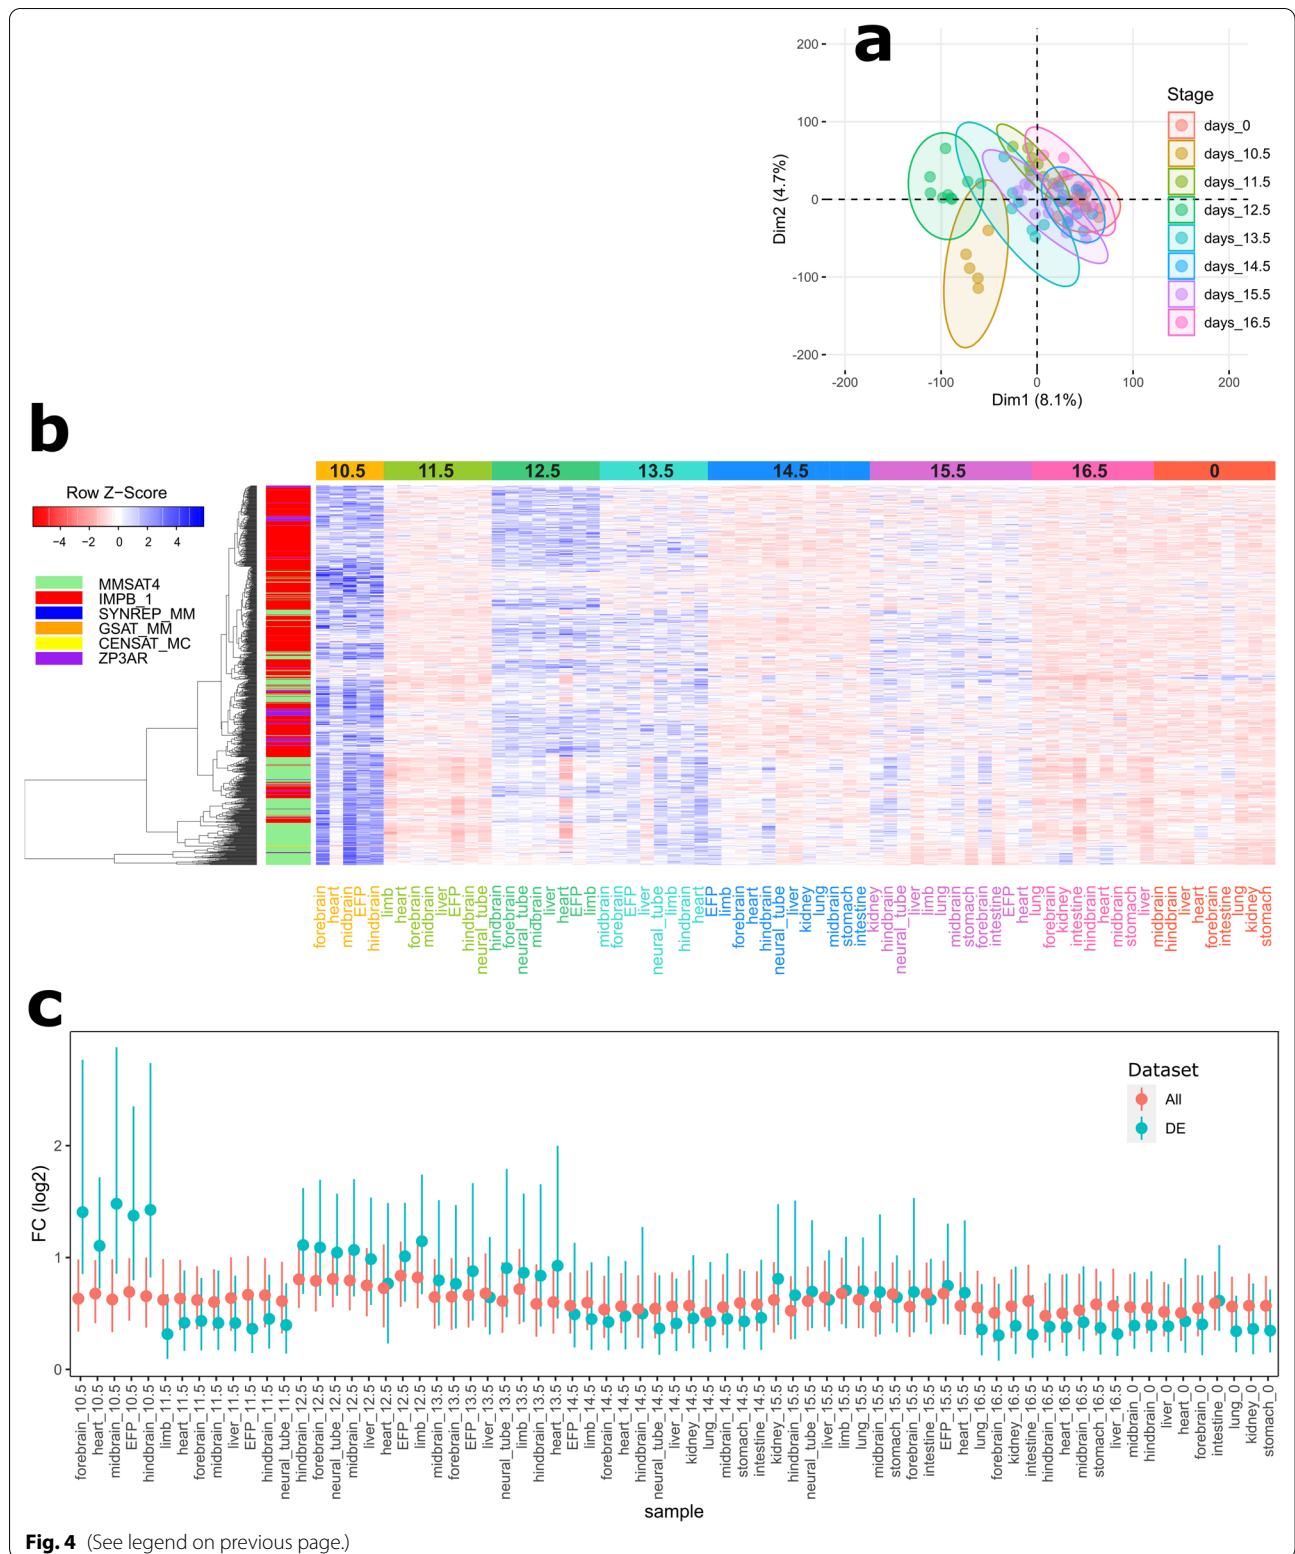 a
200
100
0
-100
-200
Dim2 (4.7%)
-200
-100
0
100
200
Dim1 (8.1%)
Stage
days_0
days_10.5
days_11.5
days_12.5
days_13.5
days_14.5
days_15.5
days_16.5
b
10.5 11.5 12.5 13.5 14.5 15.5 16.5 0
Row Z−Score
−4 −2 0 2 4
MMSAT4
IMPB_1
SYNREP_MM
GSAT_MM
CENSAT_MC
ZP3AR
forebrain
heart
midbrain
EFP
hindbrain
limb
heart
forebrain
midbrain
liver
EFP
hindbrain
neural_tube
hindbrain
forebrain
neural_tube
midbrain
liver
heart
EFP
limb
midbrain
forebrain
EFP
liver
neural_tube
limb
hindbrain
heart
EFP
limb
forebrain
heart
hindbrain
neural_tube
liver
kidney
lung
midbrain
stomach
intestine
kidney
hindbrain
neural_tube
liver
limb
lung
midbrain
stomach
forebrain
intestine
EFP
heart
lung
forebrain
kidney
intestine
hindbrain
heart
midbrain
stomach
liver
midbrain
hindbrain
liver
heart
forebrain
intestine
lung
kidney
stomach
c
2
1
0
FC (log2)
Dataset
All
DE
forebrain_10.5
heart_10.5
midbrain_10.5
EFP_10.5
hindbrain_10.5
limb_11.5
heart_11.5
forebrain_11.5
midbrain_11.5
liver_11.5
EFP_11.5
hindbrain_11.5
neural_tube_11.5
hindbrain_12.5
forebrain_12.5
neural_tube_12.5
midbrain_12.5
liver_12.5
heart_12.5
EFP_12.5
limb_12.5
midbrain_13.5
forebrain_13.5
EFP_13.5
liver_13.5
neural_tube_13.5
limb_13.5
hindbrain_13.5
heart_13.5
EFP_14.5
limb_14.5
forebrain_14.5
heart_14.5
hindbrain_14.5
neural_tube_14.5
liver_14.5
kidney_14.5
lung_14.5
midbrain_14.5
stomach_14.5
intestine_14.5
kidney_15.5
hindbrain_15.5
neural_tube_15.5
liver_15.5
limb_15.5
lung_15.5
midbrain_15.5
stomach_15.5
forebrain_15.5
intestine_15.5
EFP_15.5
heart_15.5
lung_16.5
forebrain_16.5
kidney_16.5
intestine_16.5
hindbrain_16.5
heart_16.5
midbrain_16.5
stomach_16.5
liver_16.5
midbrain_0
hindbrain_0
liver_0
heart_0
forebrain_0
intestine_0
lung_0
kidney_0
stomach_0
sample
Fig. 4 (See legend on previous page.)